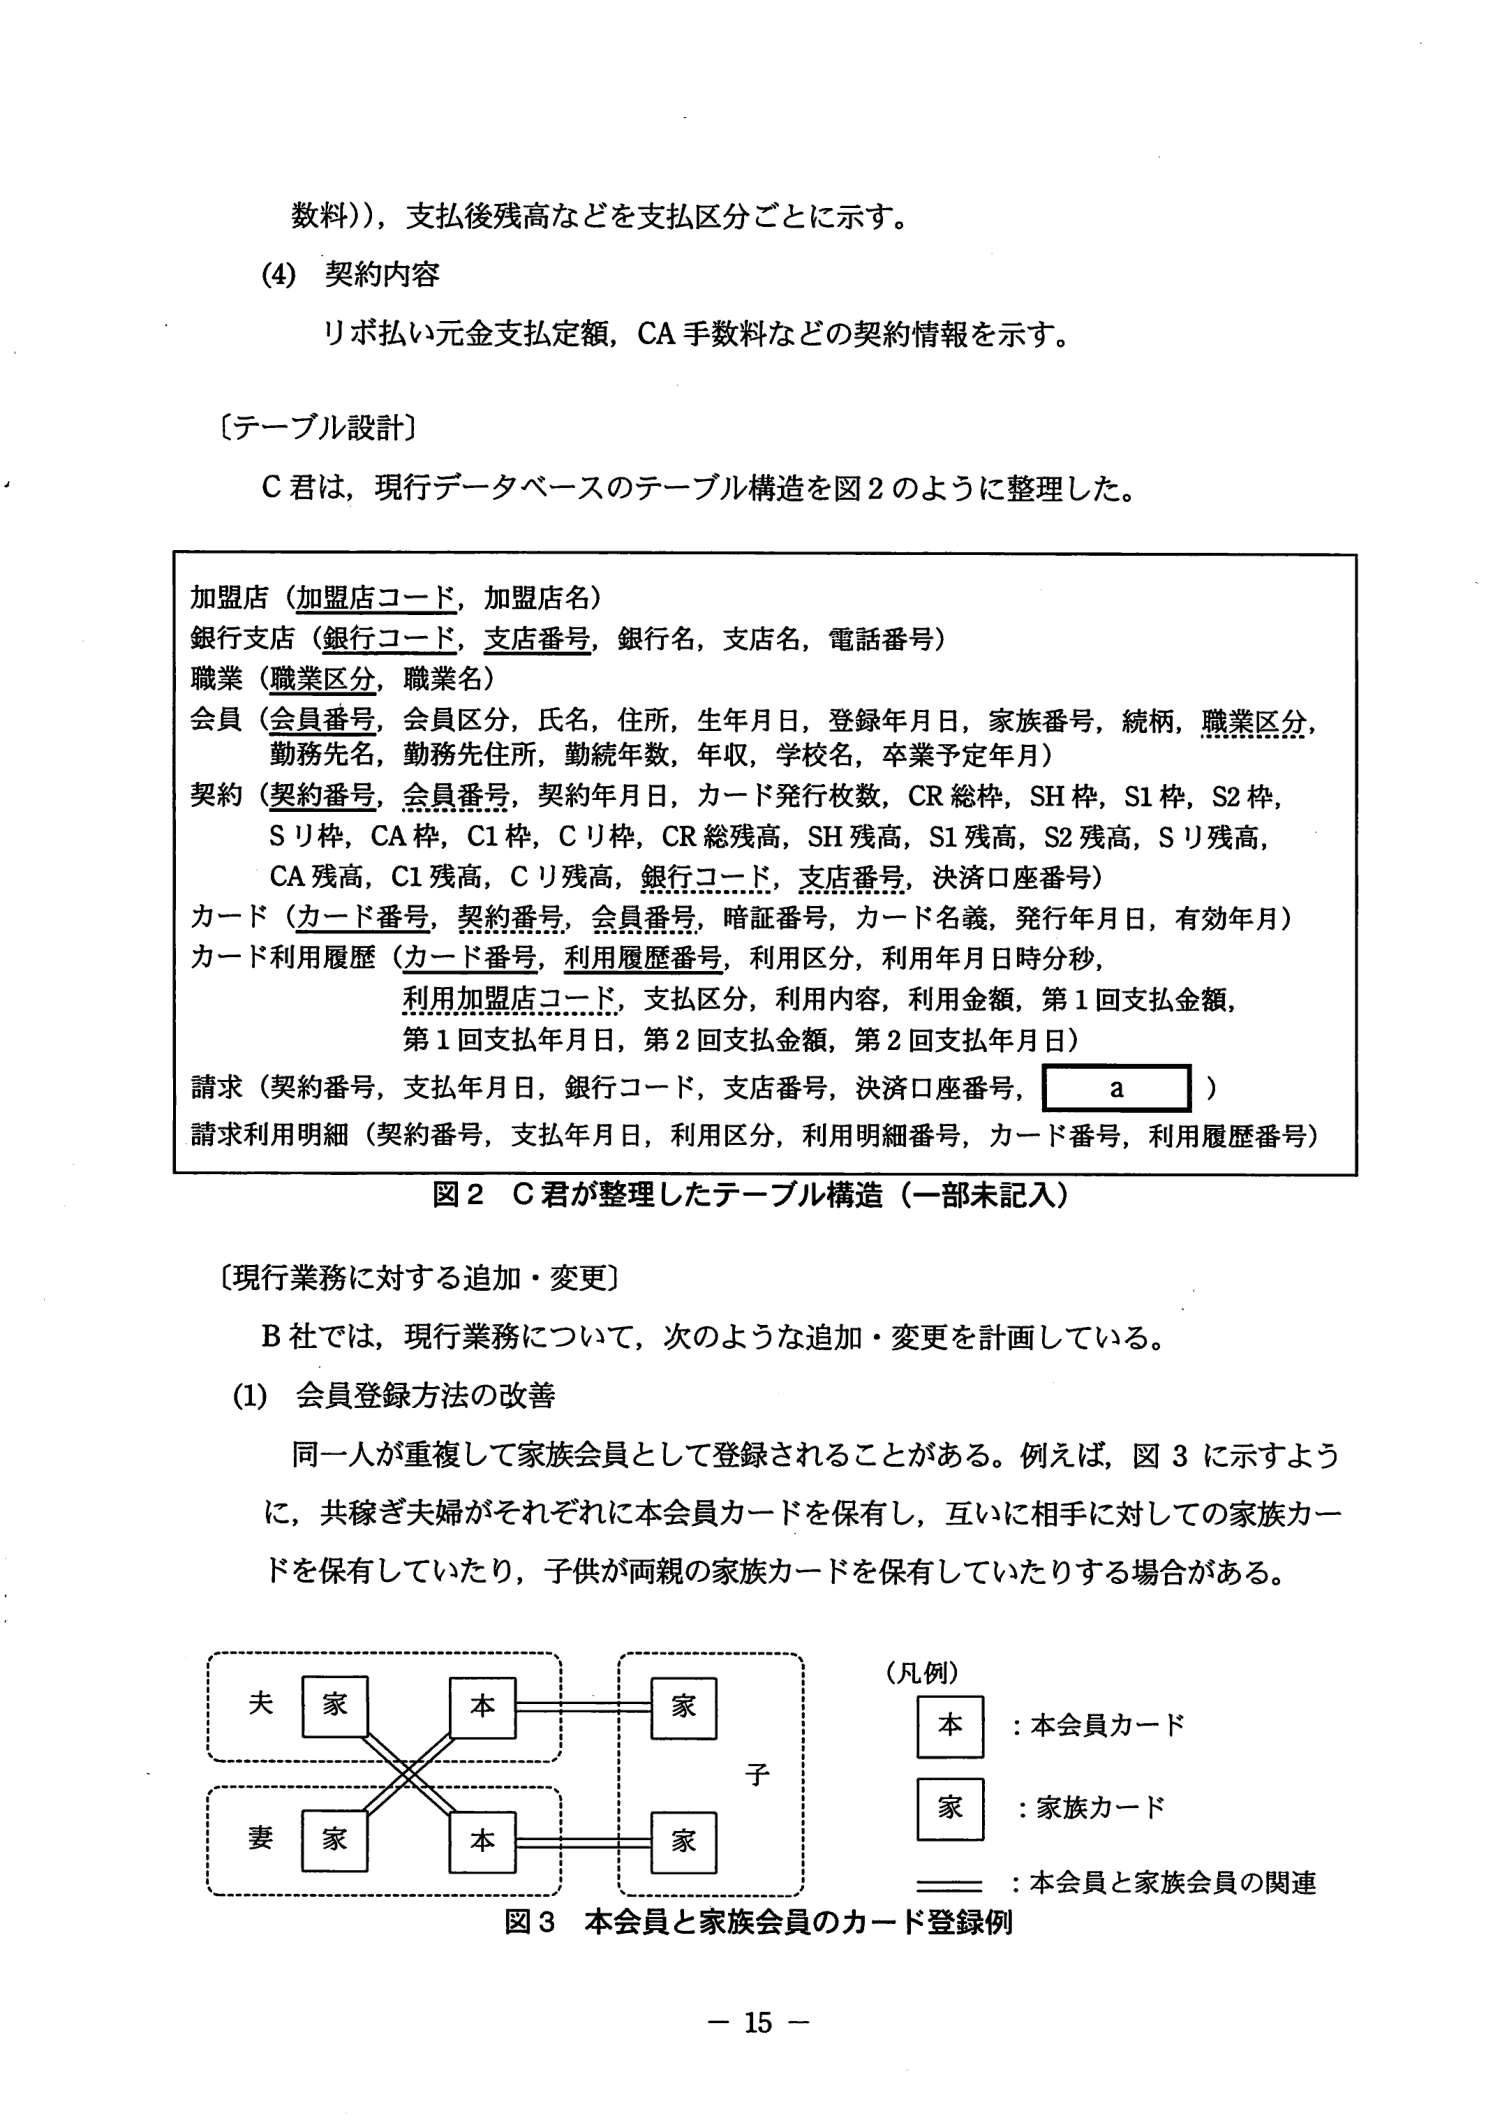 数料)),支払後残高などを支払区分ごとに示す。
(4) 契約内容
リボ払い元金支払定額,CA 手数料などの契約情報を示す。
〔テーブル設計〕
C 君は,現行データベースのテーブル構造を図 2 のように整理した。
加盟店(加盟店コード,加盟店名)
銀行支店(銀行コード,支店番号,銀行名,支店名,電話番号)
職業(職業区分,職業名)
会員(会員番号,会員区分,氏名,住所,生年月日,登録年月日,家族番号,続柄,職業区分,
勤務先名,勤務先住所,勤続年数,年収,学校名,卒業予定年月)
契約(契約番号,会員番号,契約年月日,カード発行枚数,CR 総枠,SH 枠,S1 枠,S2 枠,
S リ枠,CA 枠,C1 枠,C リ枠,CR 総残高,SH 残高,S1 残高,S2 残高,S リ残高,
CA 残高,C1 残高,C リ残高,銀行コード,支店番号,決済口座番号)
カード(カード番号,契約番号,会員番号,暗証番号,カード名義,発行年月日,有効年月)
カード利用履歴(カード番号,利用履歴番号,利用区分,利用年月日時分秒,
利用加盟店コード,支払区分,利用内容,利用金額,第 1 回支払金額,
第 1 回支払年月日,第 2 回支払金額,第 2 回支払年月日)
請求(契約番号,支払年月日,銀行コード,支店番号,決済口座番号, a )
請求利用明細(契約番号,支払年月日,利用区分,利用明細番号,カード番号,利用履歴番号)
図 2 C 君が整理したテーブル構造(一部未記入)
〔現行業務に対する追加・変更〕
B 社では,現行業務について,次のような追加・変更を計画している。
(1) 会員登録方法の改善
同一人が重複して家族会員として登録されることがある。例えば,図 3 に示すよう
に,共稼ぎ夫婦がそれぞれに本会員カードを保有し,互いに相手に対しての家族カー
ドを保有していたり,子供が両親の家族カードを保有していたりする場合がある。
夫 家 本 家
子
妻 家 本 家
(凡例)
本 :本会員カード
家 :家族カード
:本会員と家族会員の関連
図 3 本会員と家族会員のカード登録例
- 15 -